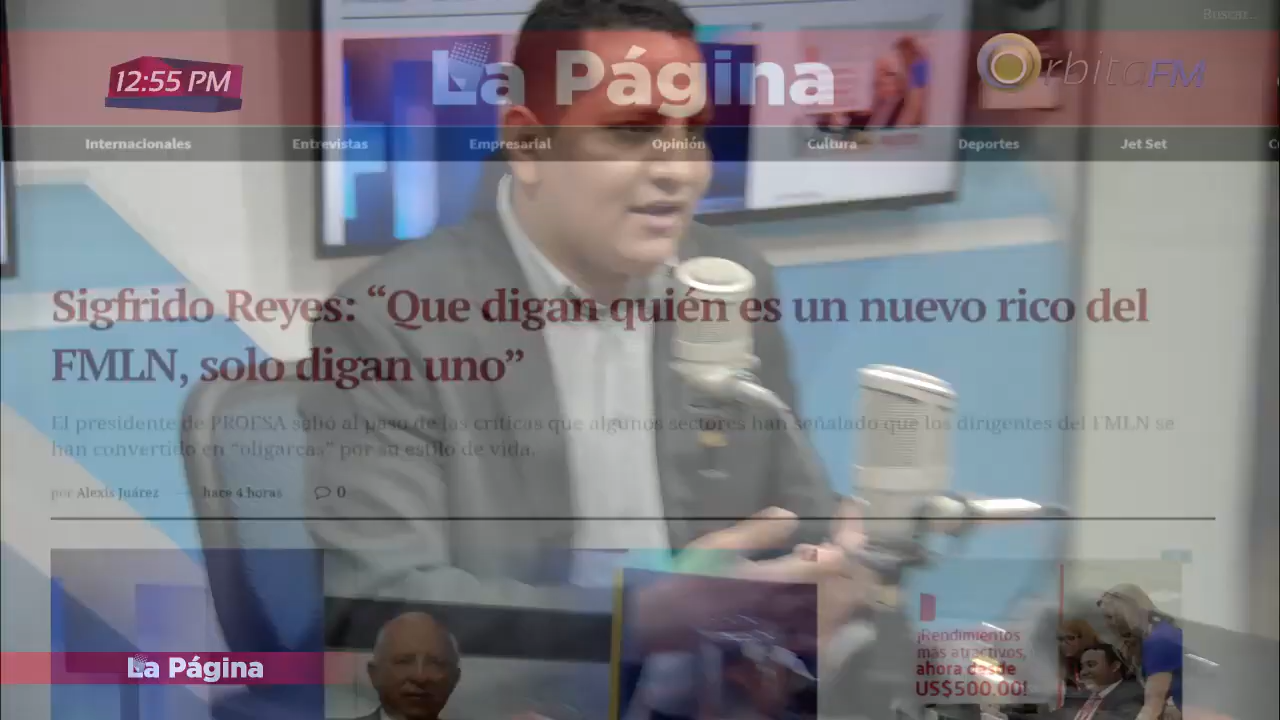 Buscar...
12:55 PM
La Página
ÓrbitaFM
Internacionales
Entrevistas
Empresarial
Opinión
Cultura
Deportes
Jet Set
Sigfrido Reyes: “Que digan quién es un nuevo rico del
FMLN, solo digan uno”
El presidente de PROESA salió al paso de las críticas que algunos sectores han señalado que los dirigentes del FMLN se
han convertido en “oligarcas” por su estilo de vida.
por Alexis Juárez — hace 4 horas 0
¡Rendimientos
más atractivos,
ahora desde
US$500.00!
La Página